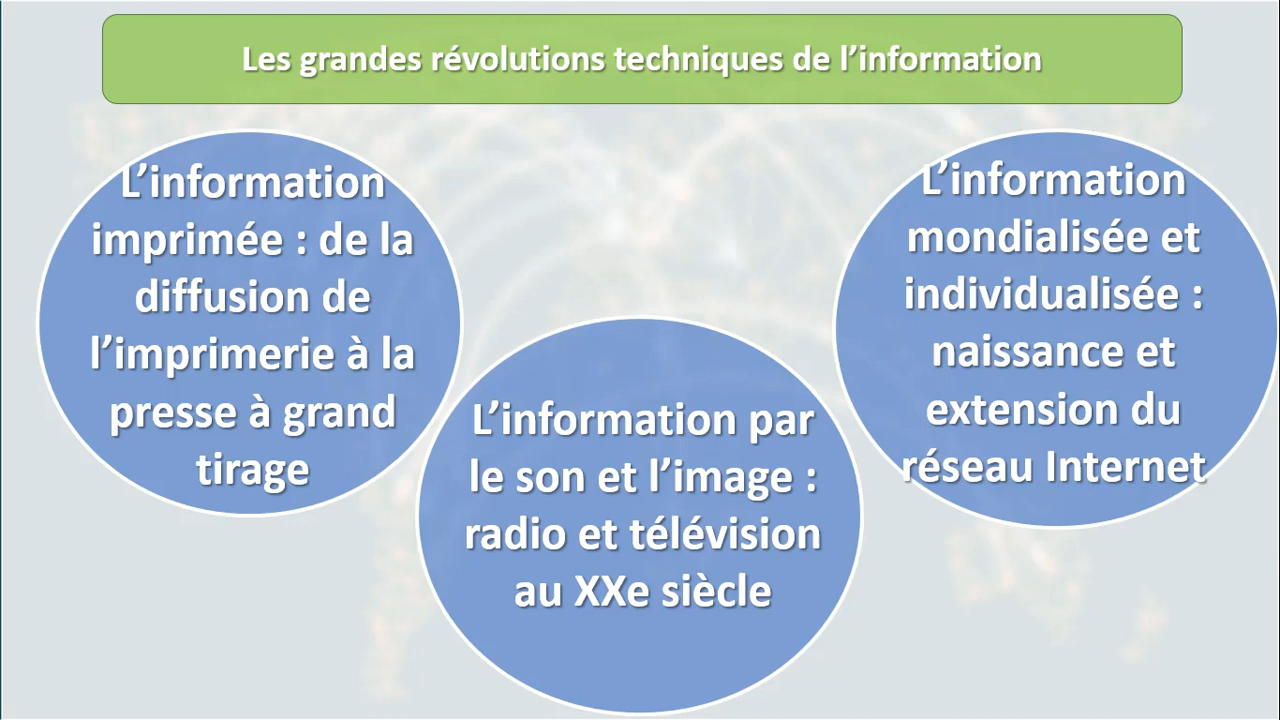 Les grandes révolutions techniques de l’information
L’information
imprimée : de la
diffusion de
l’imprimerie à la
presse à grand
tirage
L’information par
le son et l’image :
radio et télévision
au XXe siècle
L’information
mondialisée et
individualisée :
naissance et
extension du
réseau Internet